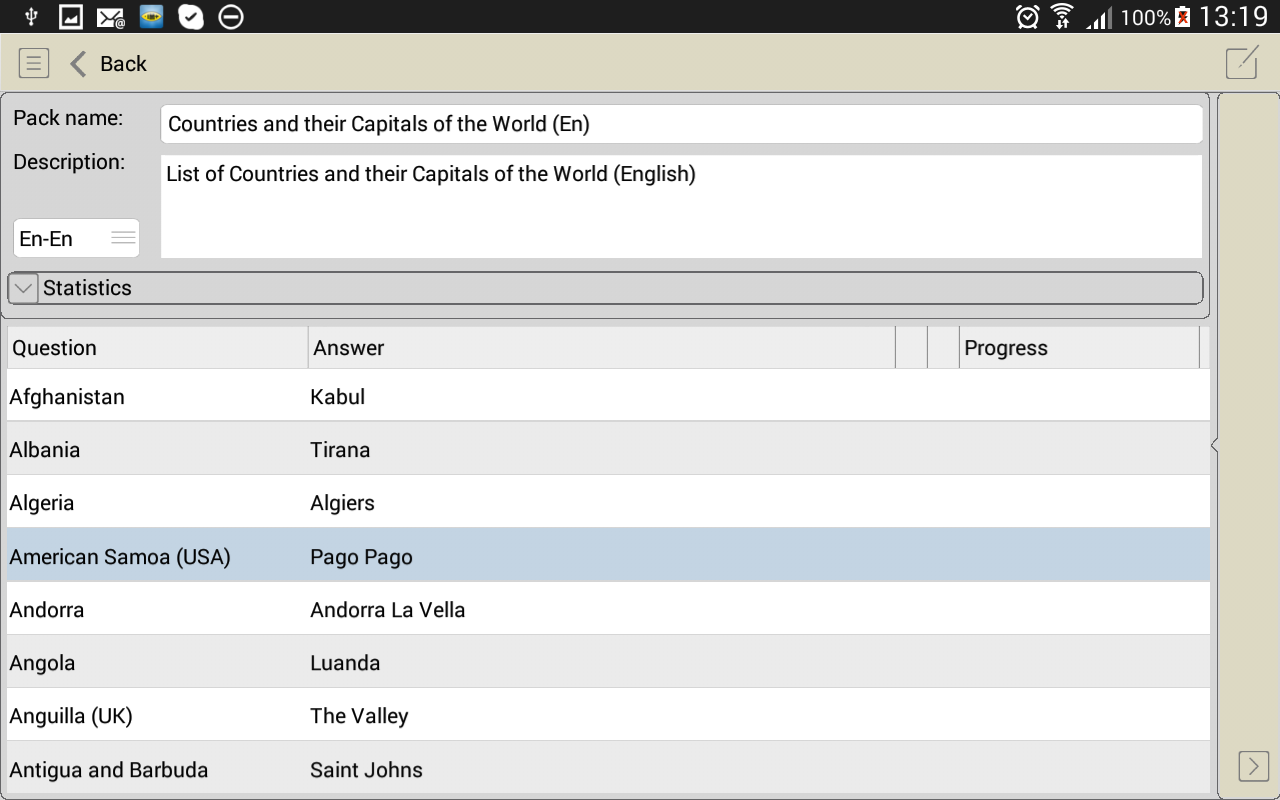 100% 13:19
Back
Pack name: Countries and their Capitals of the World (En)
Description: List of Countries and their Capitals of the World (English)
En-En
Statistics
Question Answer Progress
Afghanistan Kabul
Albania Tirana
Algeria Algiers
American Samoa (USA) Pago Pago
Andorra Andorra La Vella
Angola Luanda
Anguilla (UK) The Valley
Antigua and Barbuda Saint Johns